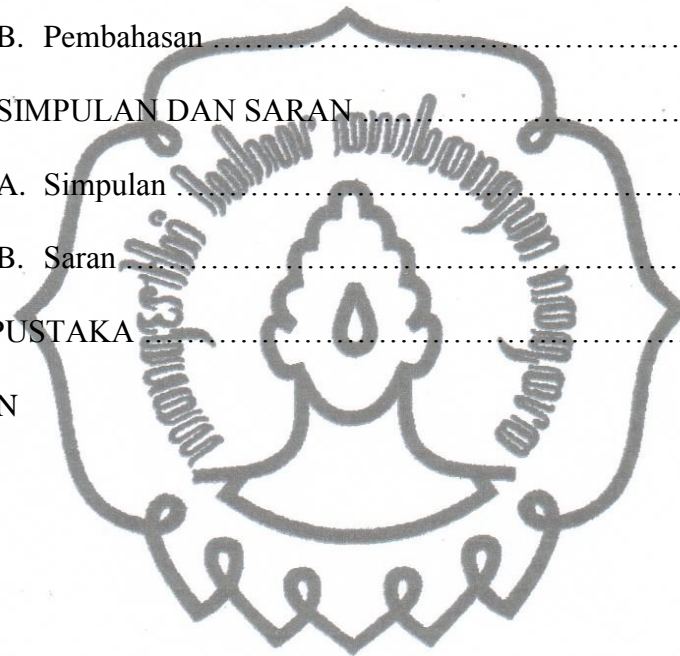 B. Pembahasan ……………………………………………
SIMPULAN DAN SARAN ………………………………
A. Simpulan ………………………………………………
B. Saran ……………………………………………………
PUSTAKA …………………………………………………
N